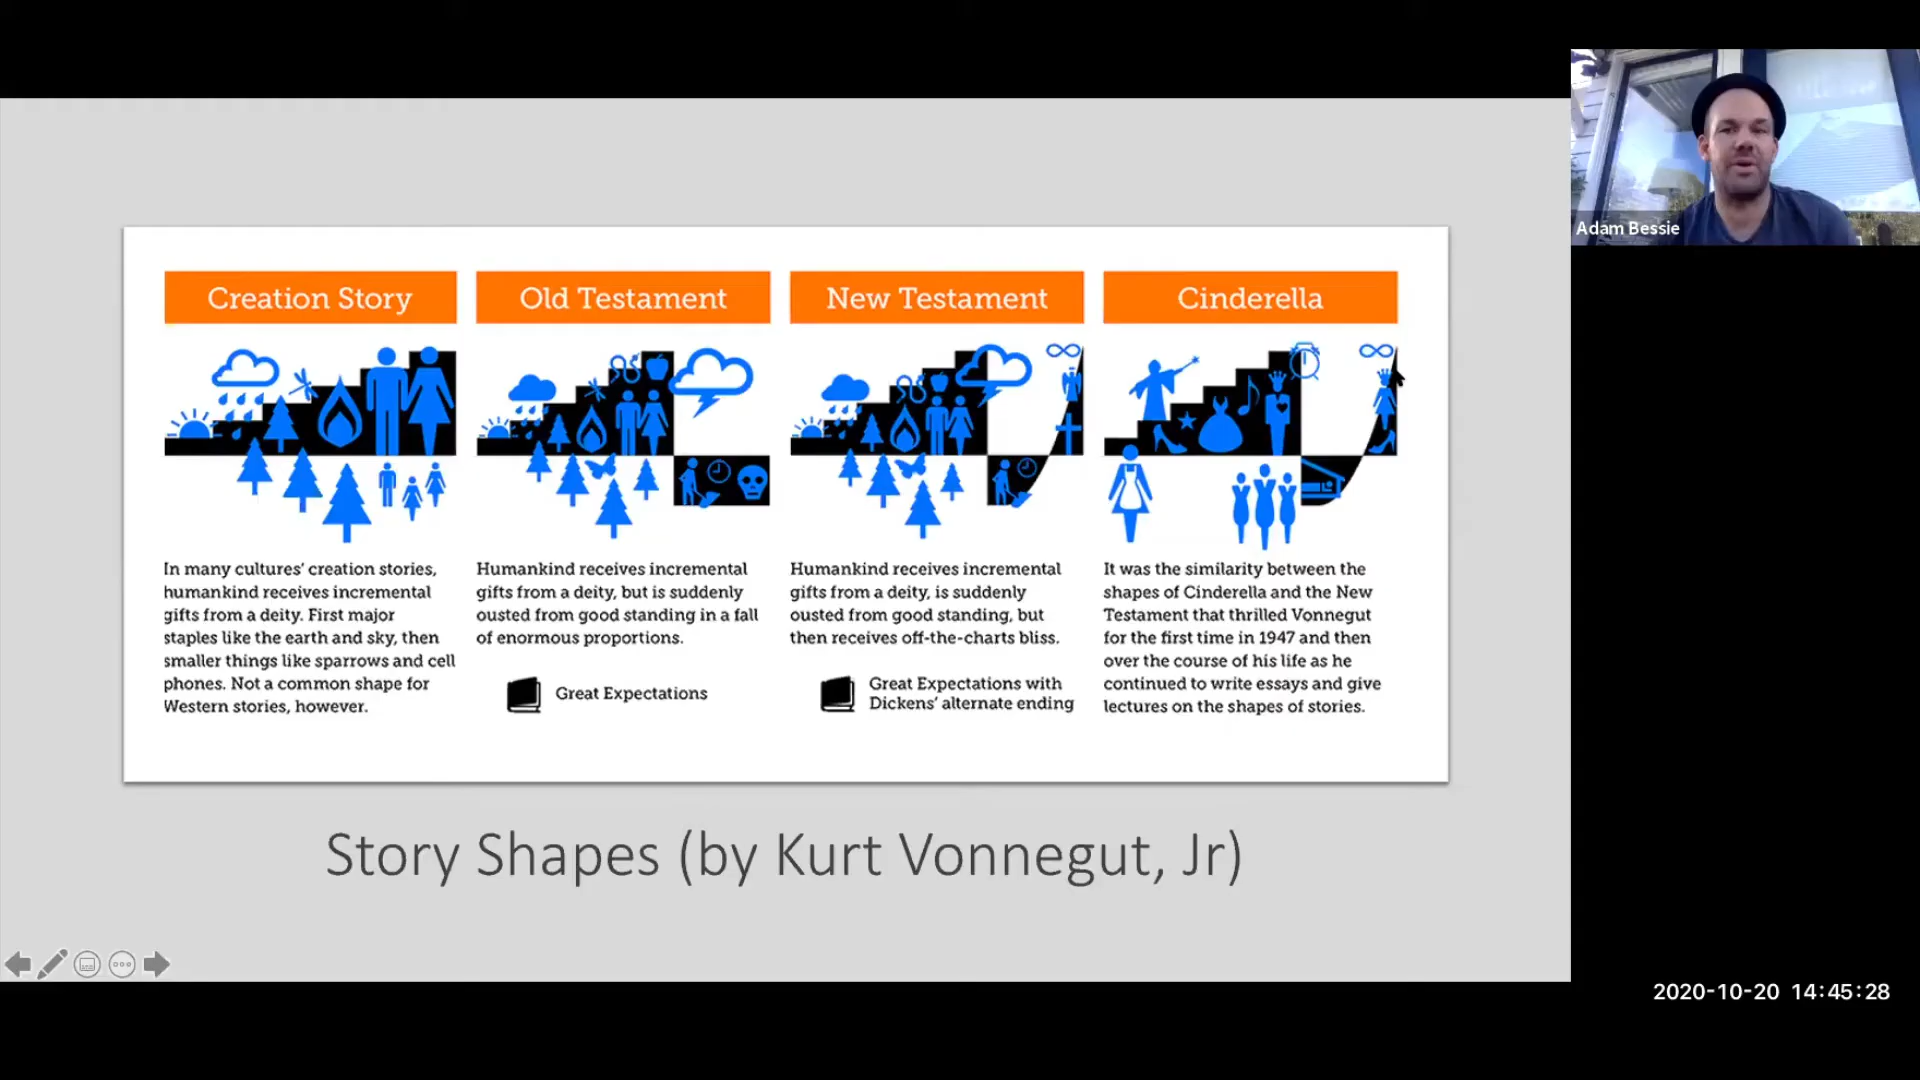 Adam Bessie
Creation Story
Old Testament
New Testament
Cinderella
In many cultures' creation stories,
humankind receives incremental
gifts from a deity. First major
staples like the earth and sky, then
smaller things like sparrows and cell
phones. Not a common shape for
Western stories, however.
Humankind receives incremental
gifts from a deity, but is suddenly
ousted from good standing in a fall
of enormous proportions.
Great Expectations
Humankind receives incremental
gifts from a deity, is suddenly
ousted from good standing, but
then receives off-the-charts bliss.
Great Expectations with
Dickens' alternate ending
It was the similarity between the
shapes of Cinderella and the New
Testament that thrilled Vonnegut
for the first time in 1947 and then
over the course of his life as he
continued to write essays and give
lectures on the shapes of stories.
Story Shapes (by Kurt Vonnegut, Jr)
2020-10-20 14:45:28